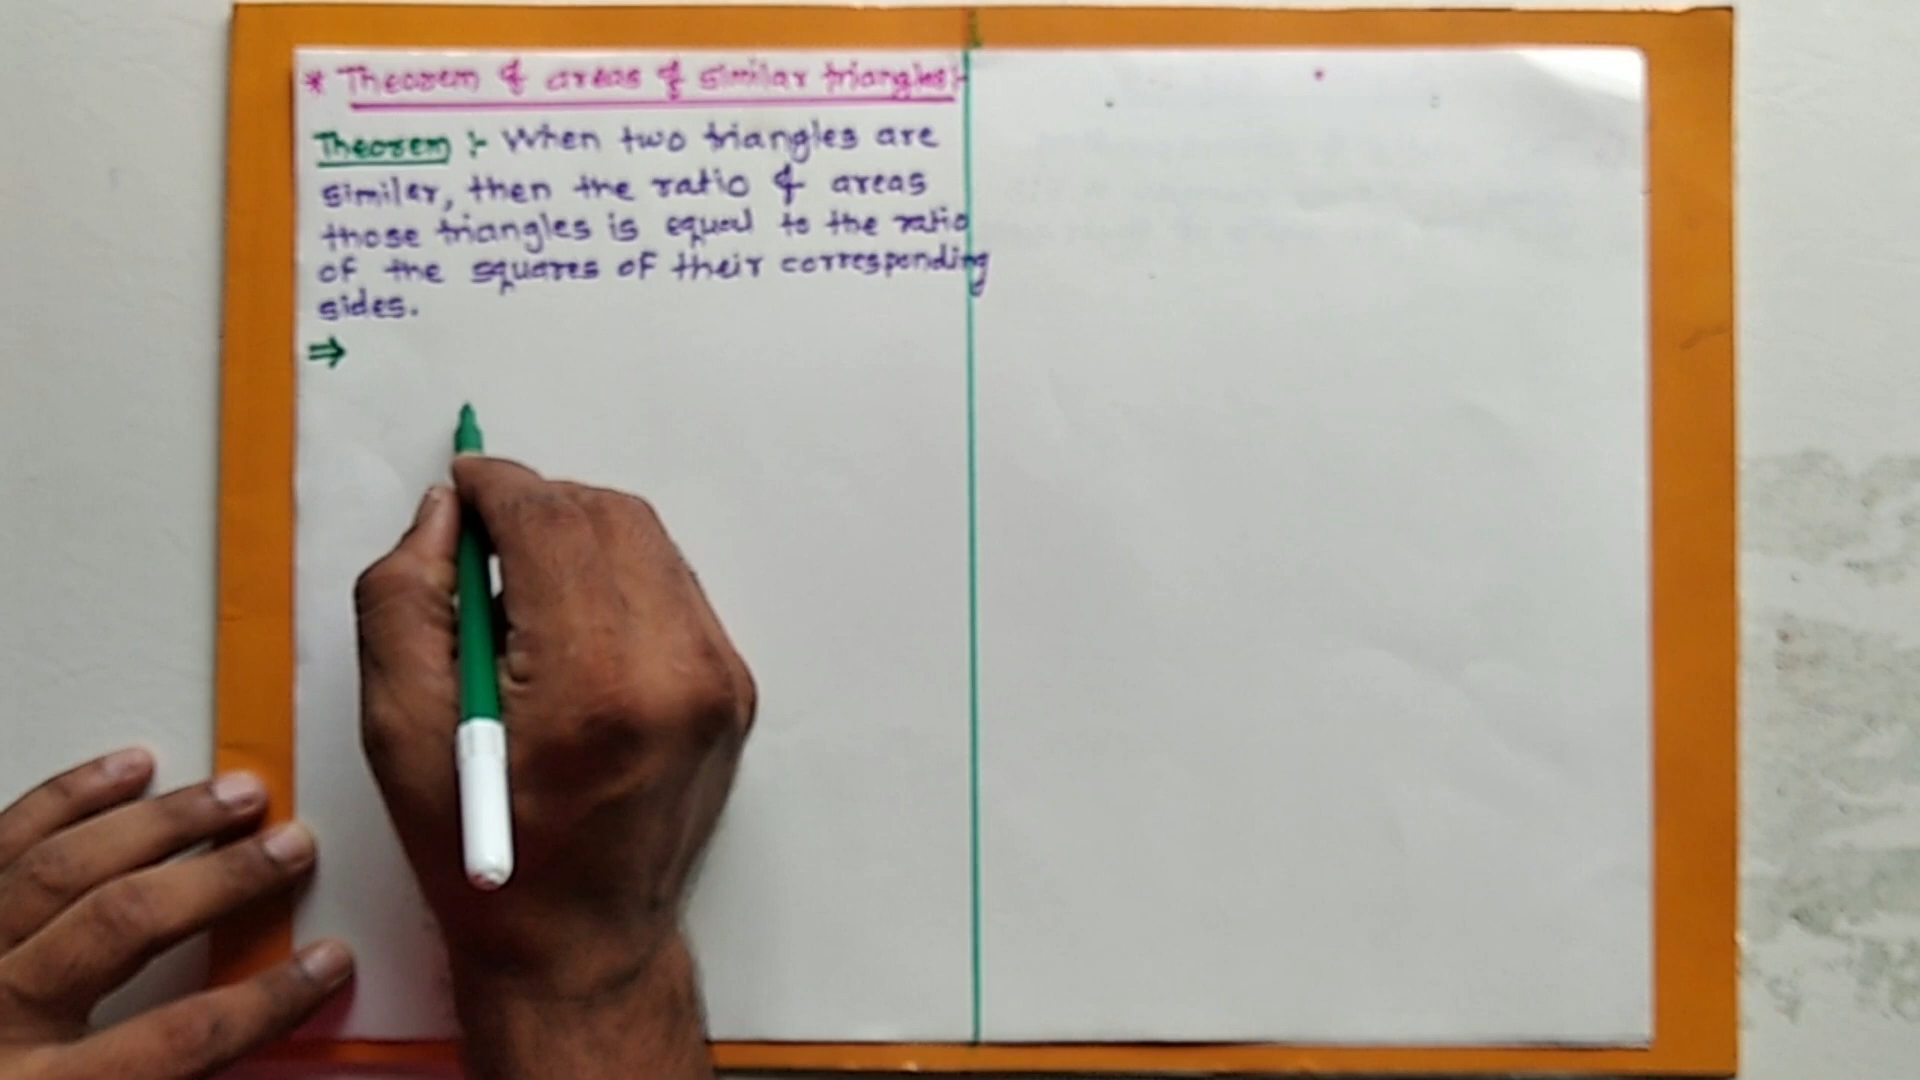 * Theorem of areas of similar triangles:-
Theorem :- When two triangles are
similar, then the ratio of areas
those triangles is equal to the ratio
of the squares of their corresponding
sides.
⇒